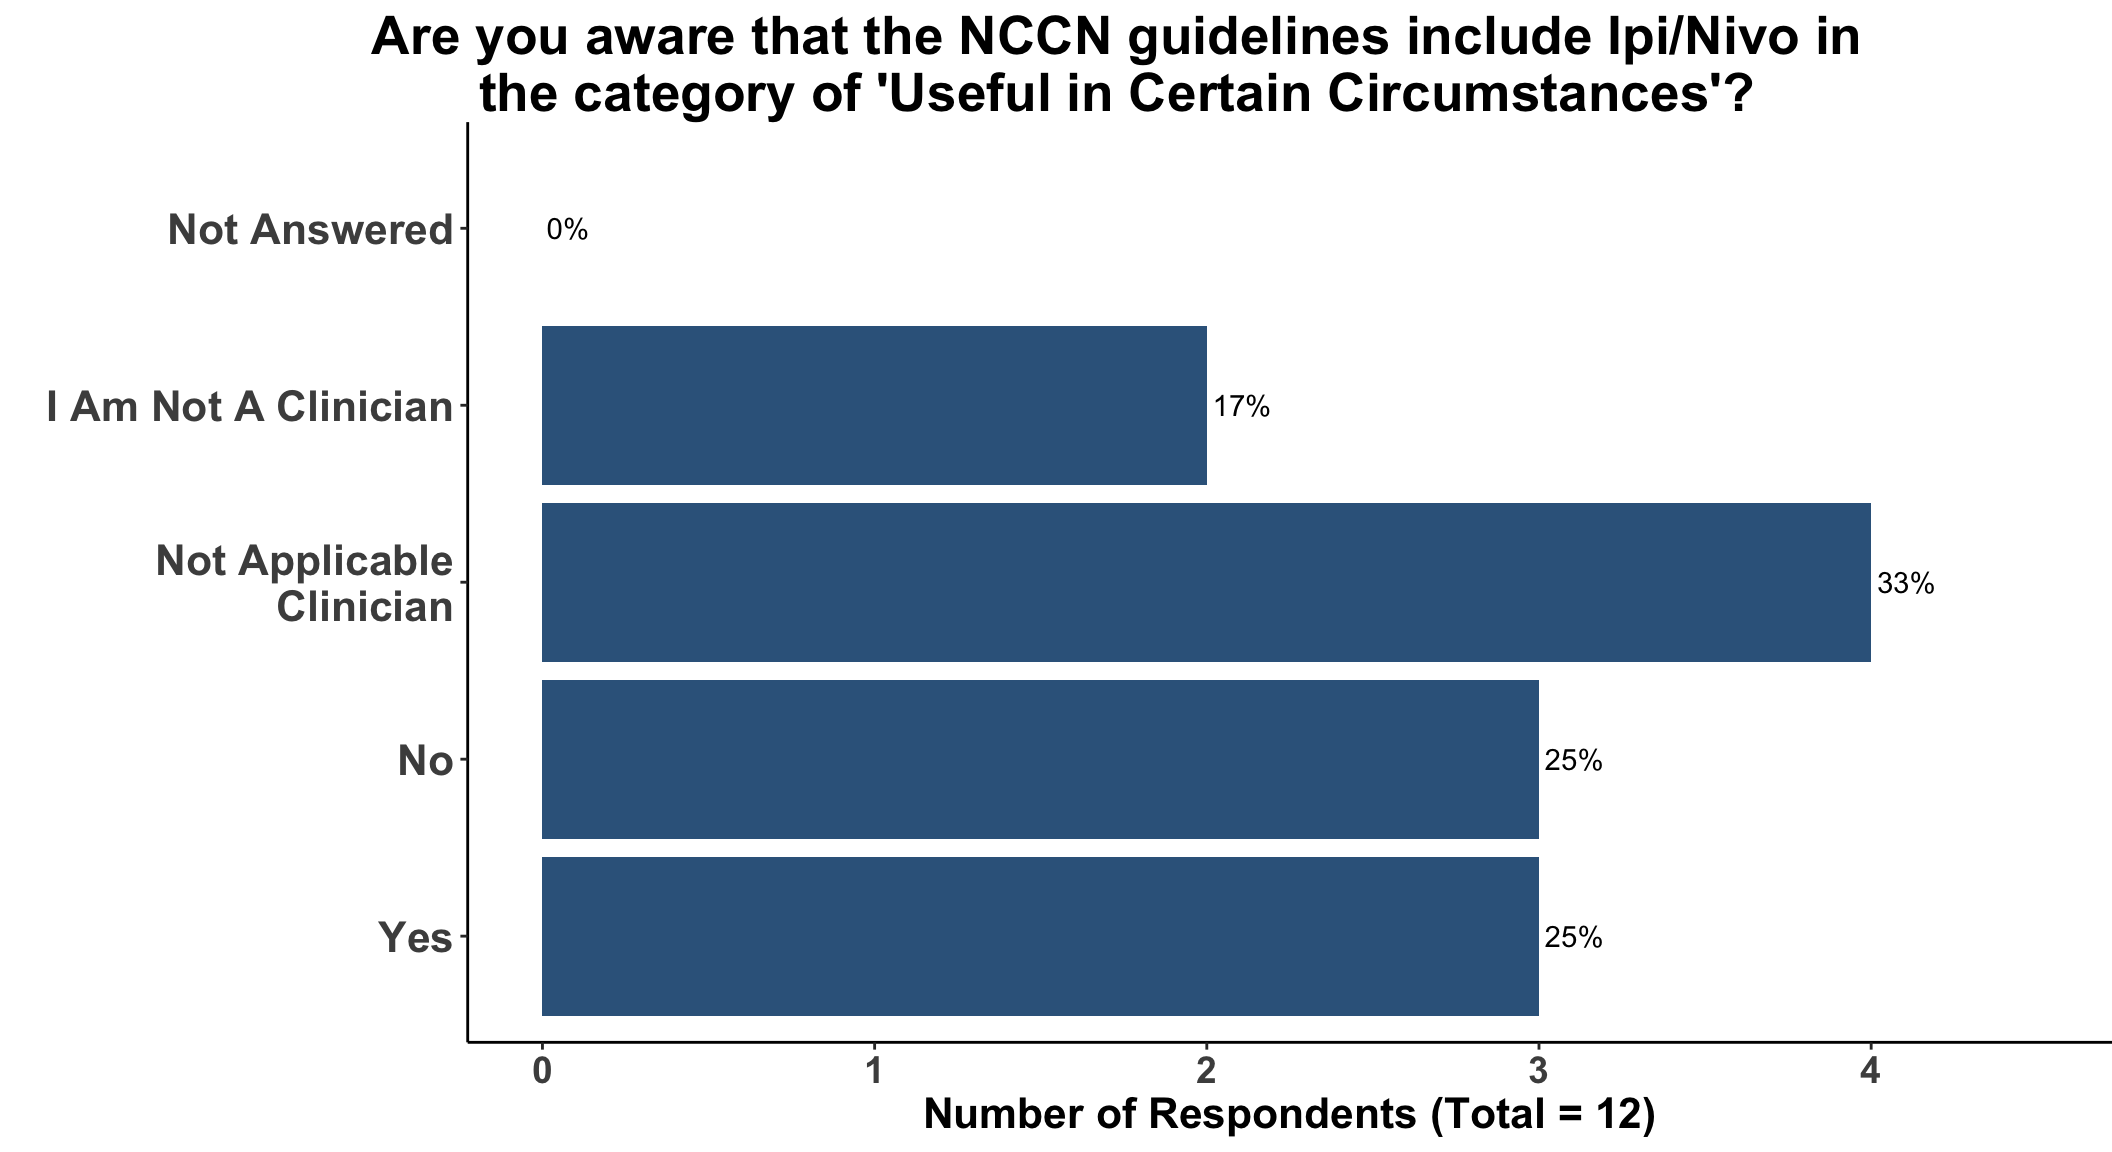 Are you aware that the NCCN guidelines include Ipi/Nivo in
the category of 'Useful in Certain Circumstances'?
Not Answered
0%
I Am Not A Clinician
17%
Not Applicable
Clinician
33%
No
25%
Yes
25%
0 1 2 3 4
Number of Respondents (Total = 12)